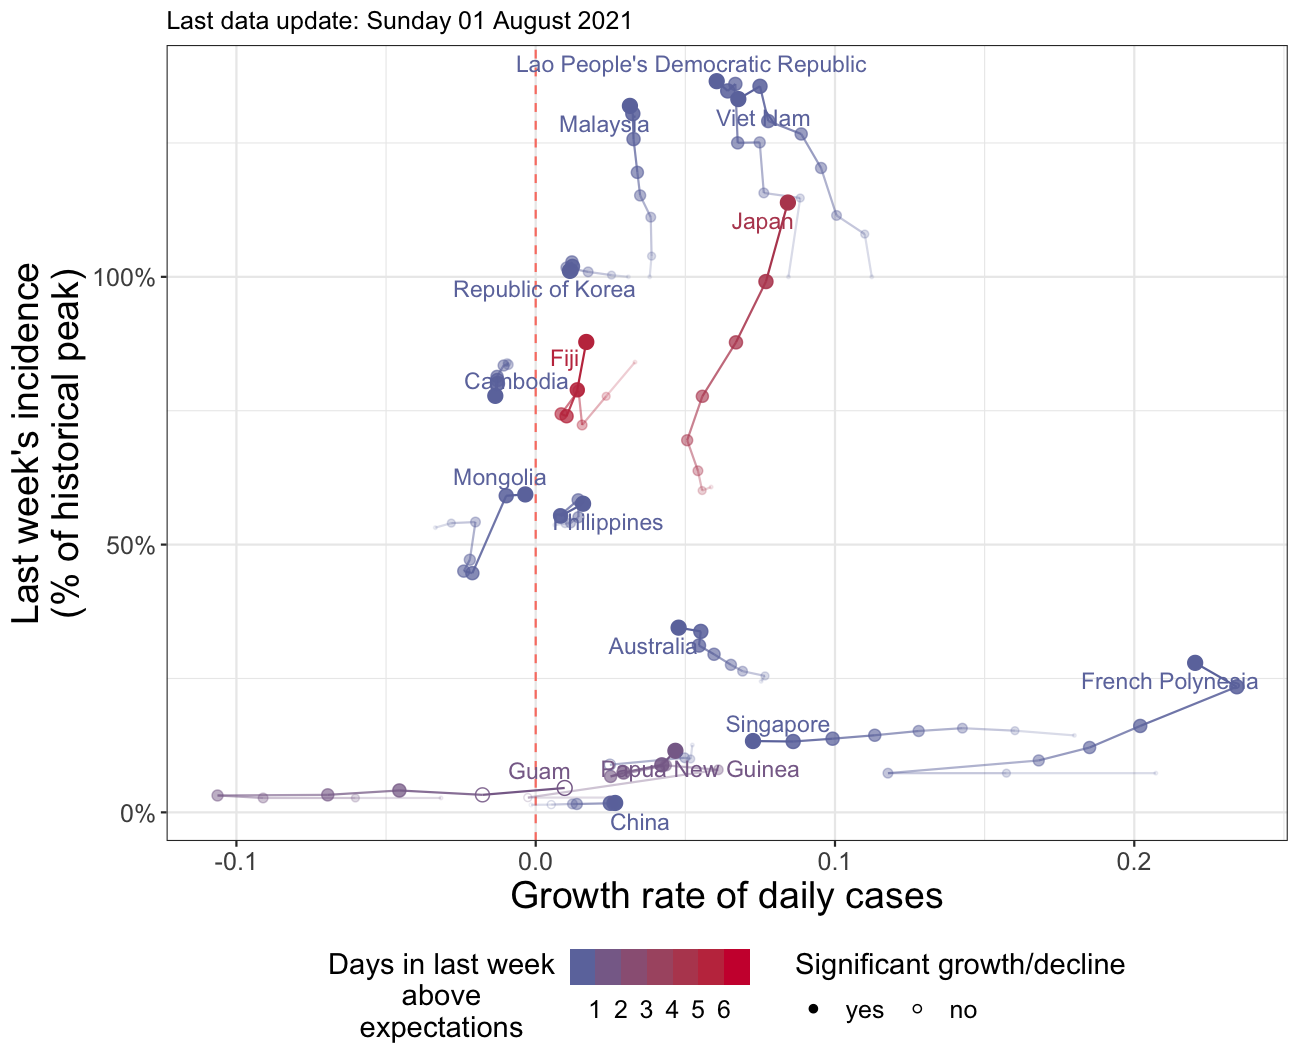 Last data update: Sunday 01 August 2021
Lao People's Democratic Republic
Malaysia
Viet Nam
Japan
Republic of Korea
Fiji
Cambodia
Mongolia
Philippines
Australia
French Polynesia
Singapore
Guam
Papua New Guinea
China
Last week's incidence
(% of historical peak)
100%
50%
0%
-0.1
0.0
0.1
0.2
Growth rate of daily cases
Days in last week
above
expectations
1 2 3 4 5 6
Significant growth/decline
yes
no